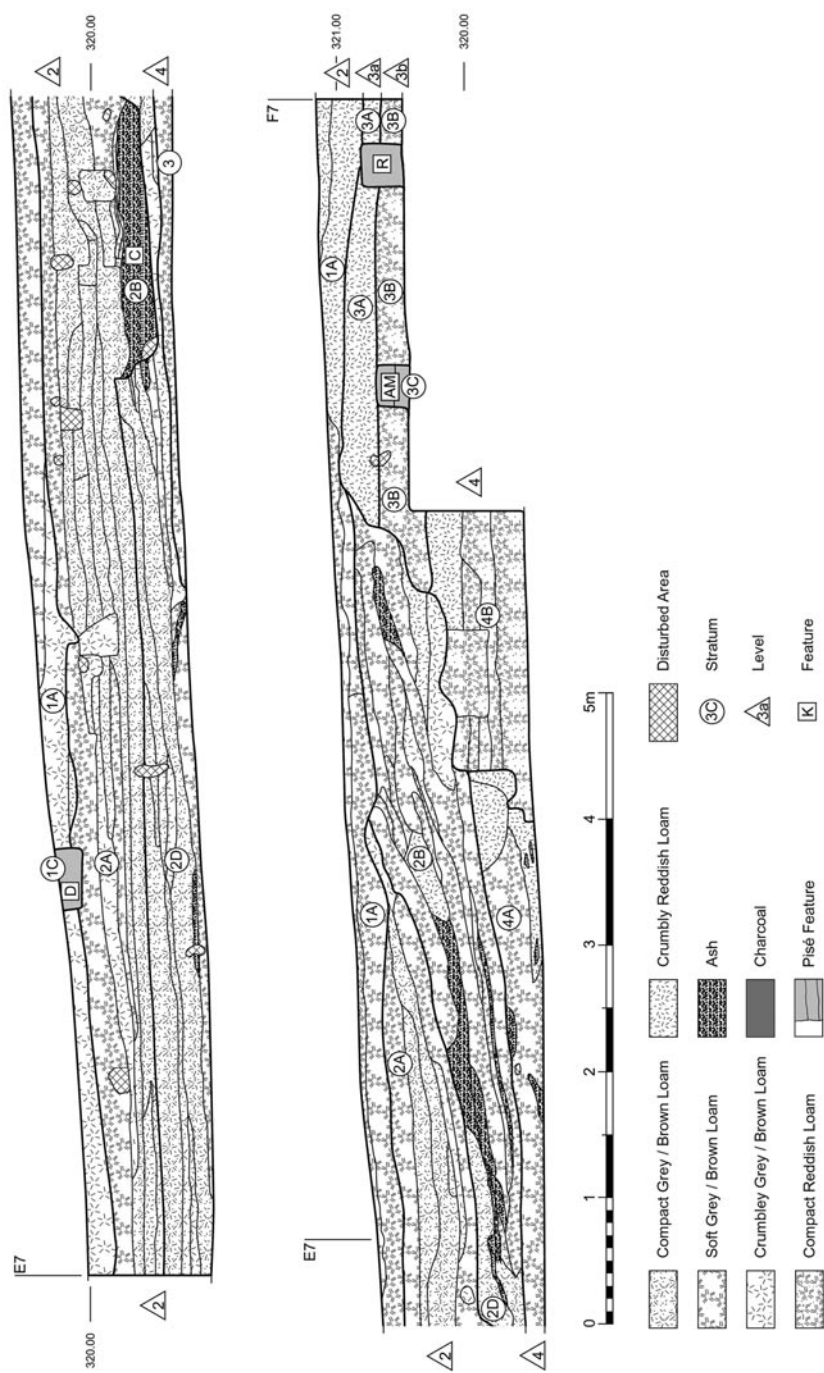 E7
320.00
2
1C
D
2A
2D
1A
2B
C
3
2
320.00
4
E7
2
4
2D
2A
1A
2B
4A
4B
4
3B
AM
3C
1A
3A
3B
R
3A
3B
F7
321.00
2
3a
3b
320.00
0 1 2 3 4 5m
Compact Grey / Brown Loam
Soft Grey / Brown Loam
Crumbley Grey / Brown Loam
Compact Reddish Loam
Crumbly Reddish Loam
Ash
Charcoal
Pisé Feature
Disturbed Area
3C Stratum
3a Level
K Feature